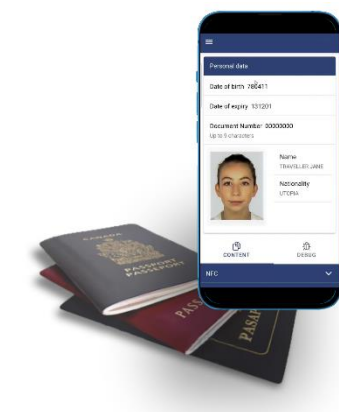 Personal data
Date of birth 780411
Date of expiry 131201
Document Number 00000000
Up to 9 characters
Name
TRAVELLER JANE
Nationality
UTOPIA
CONTENT
DEBUG
NFC
CANADA
PASSPORT
PASSEPORT
PASS
PASAP